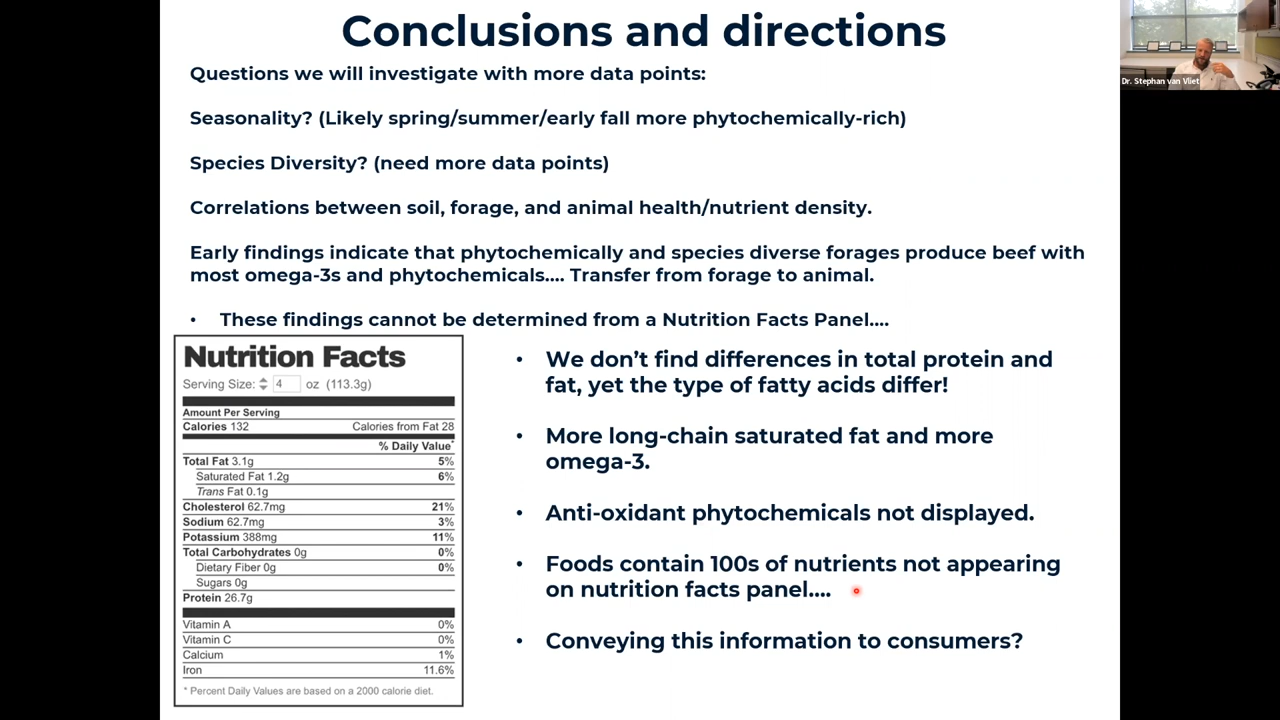 Conclusions and directions
Dr. Stephan van Vliet
Questions we will investigate with more data points:
Seasonality? (Likely spring/summer/early fall more phytochemically-rich)
Species Diversity? (need more data points)
Correlations between soil, forage, and animal health/nutrient density.
Early findings indicate that phytochemically and species diverse forages produce beef with
most omega-3s and phytochemicals.... Transfer from forage to animal.
• These findings cannot be determined from a Nutrition Facts Panel....
Nutrition Facts
Serving Size: 4 oz (113.3g)
Amount Per Serving
Calories 132 Calories from Fat 28
% Daily Value*
Total Fat 3.1g 5%
Saturated Fat 1.2g 6%
Trans Fat 0.1g
Cholesterol 62.7mg 21%
Sodium 62.7mg 3%
Potassium 388mg 11%
Total Carbohydrates 0g 0%
Dietary Fiber 0g 0%
Sugars 0g
Protein 26.7g
Vitamin A 0%
Vitamin C 0%
Calcium 1%
Iron 11.6%
* Percent Daily Values are based on a 2000 calorie diet.
• We don't find differences in total protein and
fat, yet the type of fatty acids differ!
• More long-chain saturated fat and more
omega-3.
• Anti-oxidant phytochemicals not displayed.
• Foods contain 100s of nutrients not appearing
on nutrition facts panel....
• Conveying this information to consumers?